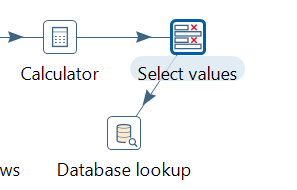 Calculator
Select values
ws
Database lookup